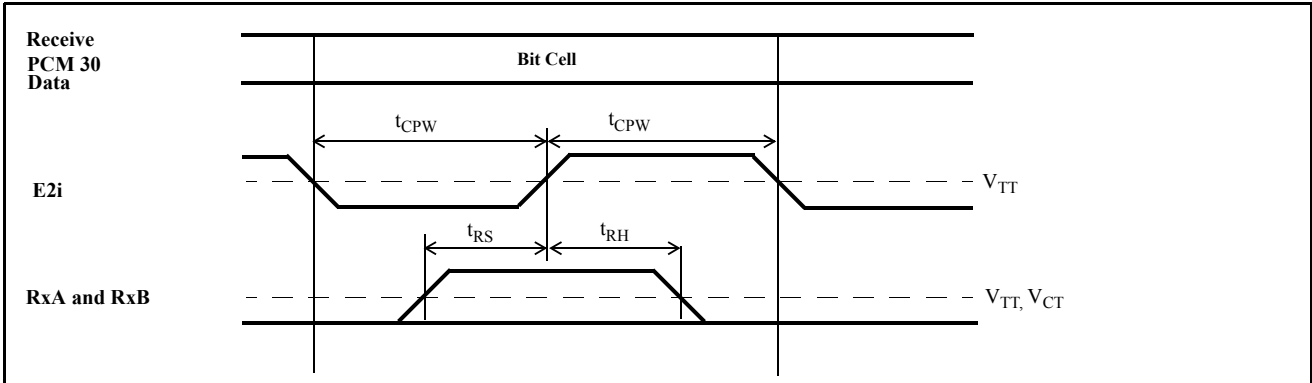 Receive
PCM 30
Data
Bit Cell
tCPW
tCPW
E2i
VTT
tRS
tRH
RxA and RxB
VTT, VCT